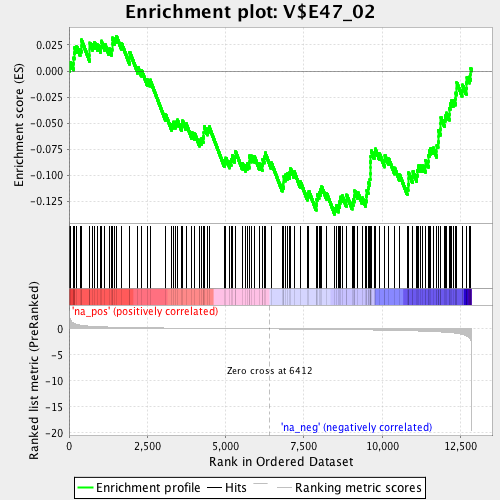 Enrichment plot: V$E47_02
Enrichment score (ES)
0.025
0.000
-0.025
-0.050
-0.075
-0.100
-0.125
'na_pos' (positively correlated)
Ranked list metric (PreRanked)
0
-5
-10
-15
-20
Zero cross at 6412
'na_neg' (negatively correlated)
0
2,500
5,000
7,500
10,000
12,500
Rank in Ordered Dataset
Enrichment profile
Hits
Ranking metric scores